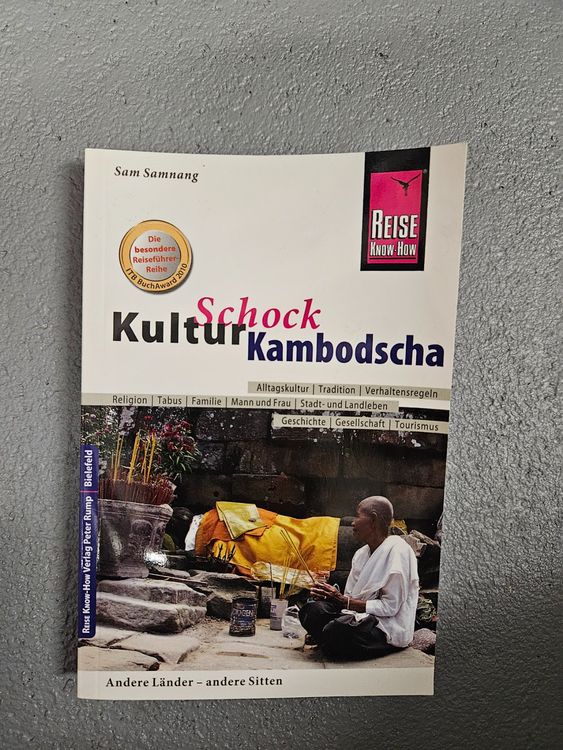 Sam Samnang
REISE
KNOW-HOW
Die
besondere
Reiseführer-
Reihe
ITB BuchAward 2010
Schock
Kultur
Kambodscha
Alltagskultur | Tradition | Verhaltensregeln
Religion | Tabus | Familie | Mann und Frau | Stadt- und Landleben
Geschichte | Gesellschaft | Tourismus
REISE KNOW-HOW Verlag Peter Rump | Bielefeld
Andere Länder – andere Sitten